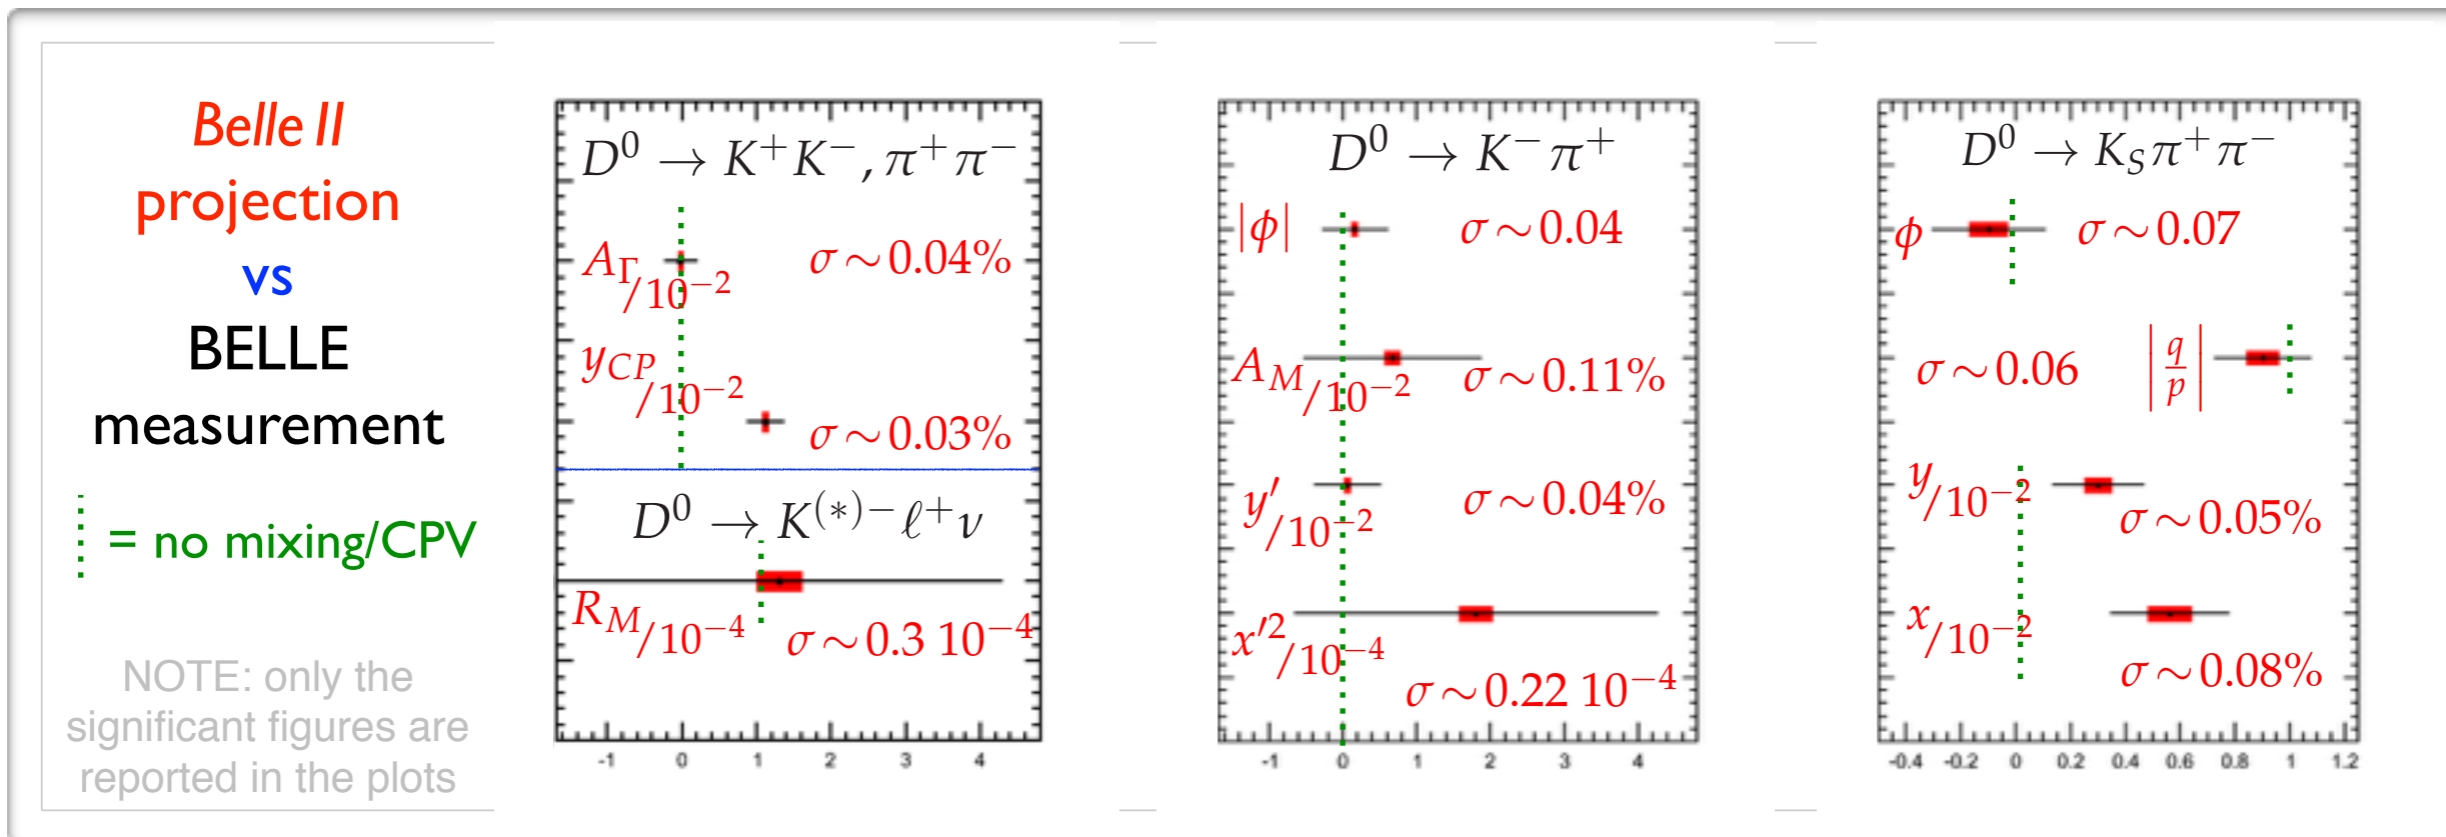 Belle II
projection
vs
BELLE
measurement
= no mixing/CPV
NOTE: only the
significant figures are
reported in the plots
D⁰ → K⁺K⁻, π⁺π⁻
A_Γ/10⁻²
σ ~ 0.04%
y_CP/10⁻²
σ ~ 0.03%
D⁰ → K⁽*⁾⁻ℓ⁺ν
R_M/10⁻⁴
σ ~ 0.3 10⁻⁴
-1 0 1 2 3 4
D⁰ → K⁻π⁺
|ϕ|
σ ~ 0.04
A_M/10⁻²
σ ~ 0.11%
y′/10⁻²
σ ~ 0.04%
x′²/10⁻⁴
σ ~ 0.22 10⁻⁴
-1 0 1 2 3 4
D⁰ → K_S π⁺π⁻
ϕ
σ ~ 0.07
σ ~ 0.06
|q/p|
y/10⁻²
σ ~ 0.05%
x/10⁻²
σ ~ 0.08%
-0.4 -0.2 0 0.2 0.4 0.6 0.8 1 1.2